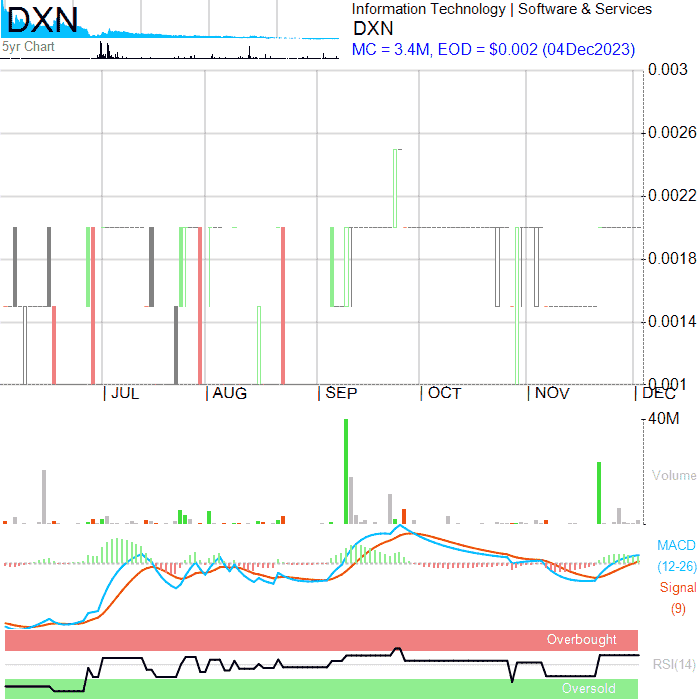 DXN
5yr Chart
Information Technology | Software & Services
DXN
MC = 3.4M, EOD = $0.002 (04Dec2023)
0.003
0.0026
0.0022
0.0018
0.0014
0.001
JUL
AUG
SEP
OCT
NOV
DEC
40M
Volume
MACD
(12-26)
Signal
(9)
Overbought
RSI(14)
Oversold